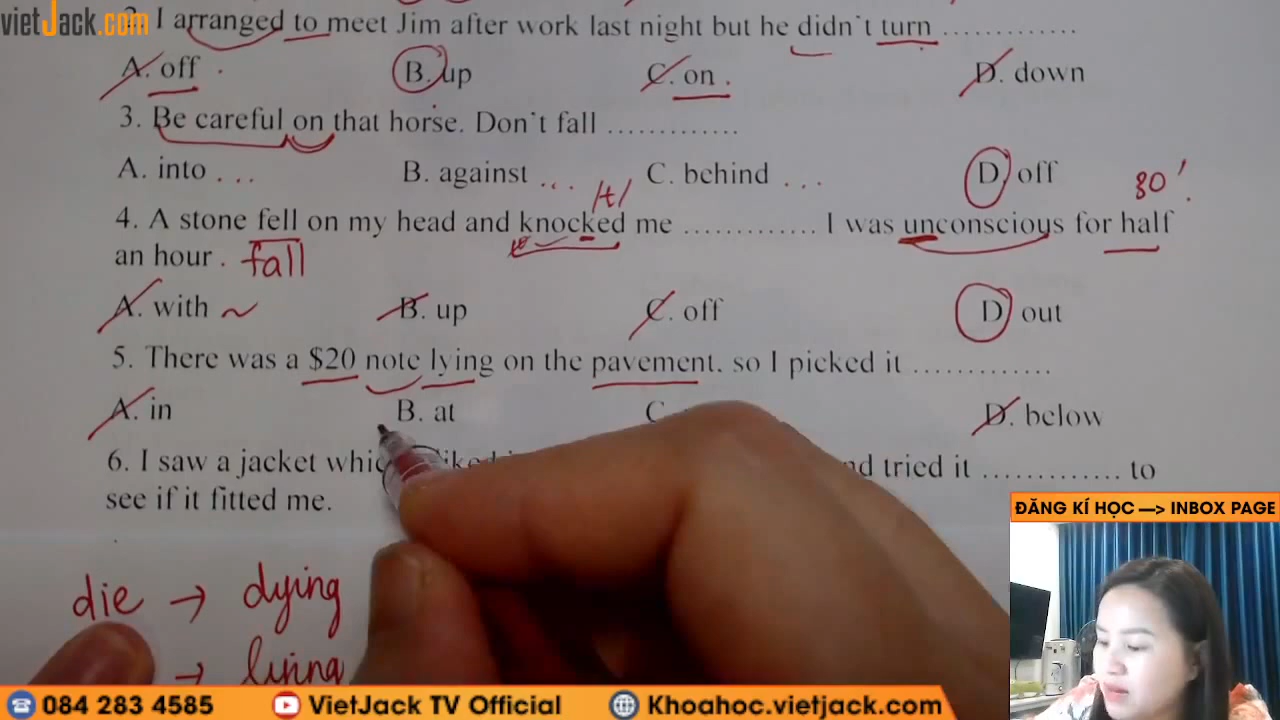 vietJack.com
2. I arranged to meet Jim after work last night but he didn't turn .............
A. off B. up C. on . D. down
3. Be careful on that horse. Don't fall .............
A. into ... B. against ... C. behind ... D. off
30'
/t/
4. A stone fell on my head and knocked me ............. I was unconscious for half
an hour . fall
A. with ~ B. up C. off D. out
5. There was a $20 note lying on the pavement. so I picked it .............
A. in B. at C. D. below
6. I saw a jacket which tried it ............. to
see if it fitted me.
ĐĂNG KÍ HỌC —> INBOX PAGE
die → dying
→ lying
084 283 4585 VietJack TV Official Khoahoc.vietjack.com